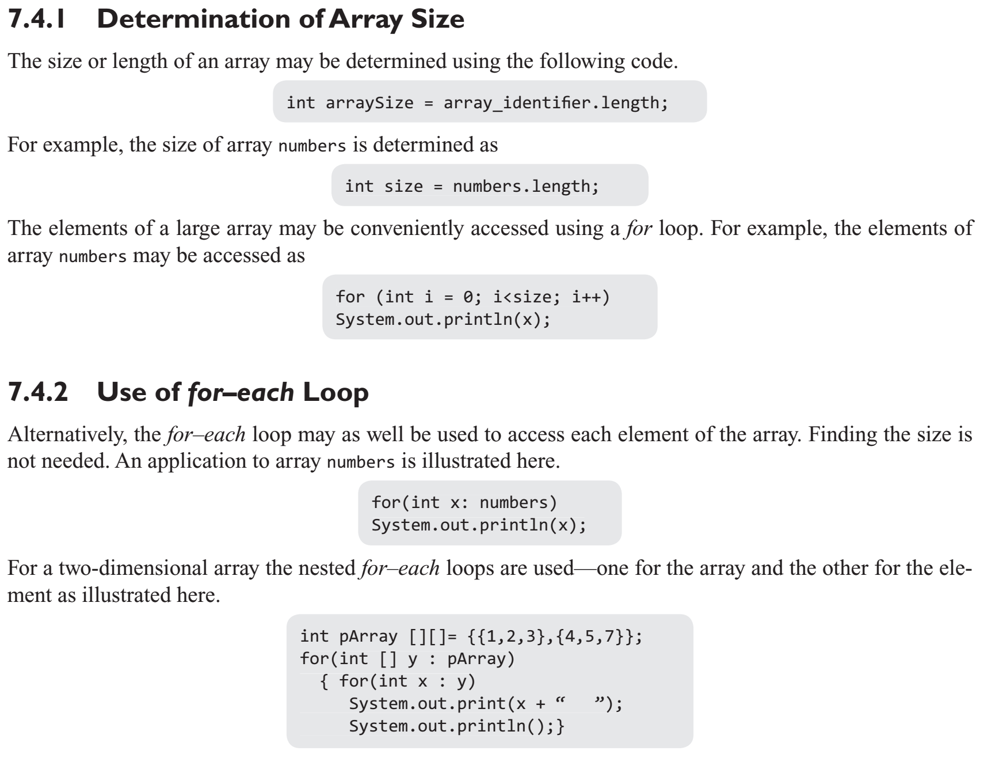 7.4.1 Determination of Array Size
The size or length of an array may be determined using the following code.
int arraySize = array_identifier.length;
For example, the size of array numbers is determined as
int size = numbers.length;
The elements of a large array may be conveniently accessed using a for loop. For example, the elements of
array numbers may be accessed as
for (int i = 0; i<size; i++)
System.out.println(x);
7.4.2 Use of for–each Loop
Alternatively, the for–each loop may as well be used to access each element of the array. Finding the size is
not needed. An application to array numbers is illustrated here.
for(int x: numbers)
System.out.println(x);
For a two-dimensional array the nested for–each loops are used—one for the array and the other for the ele-
ment as illustrated here.
int pArray [][]= {{1,2,3},{4,5,7}};
for(int [] y : pArray)
{ for(int x : y)
System.out.print(x + “   ”);
System.out.println();}